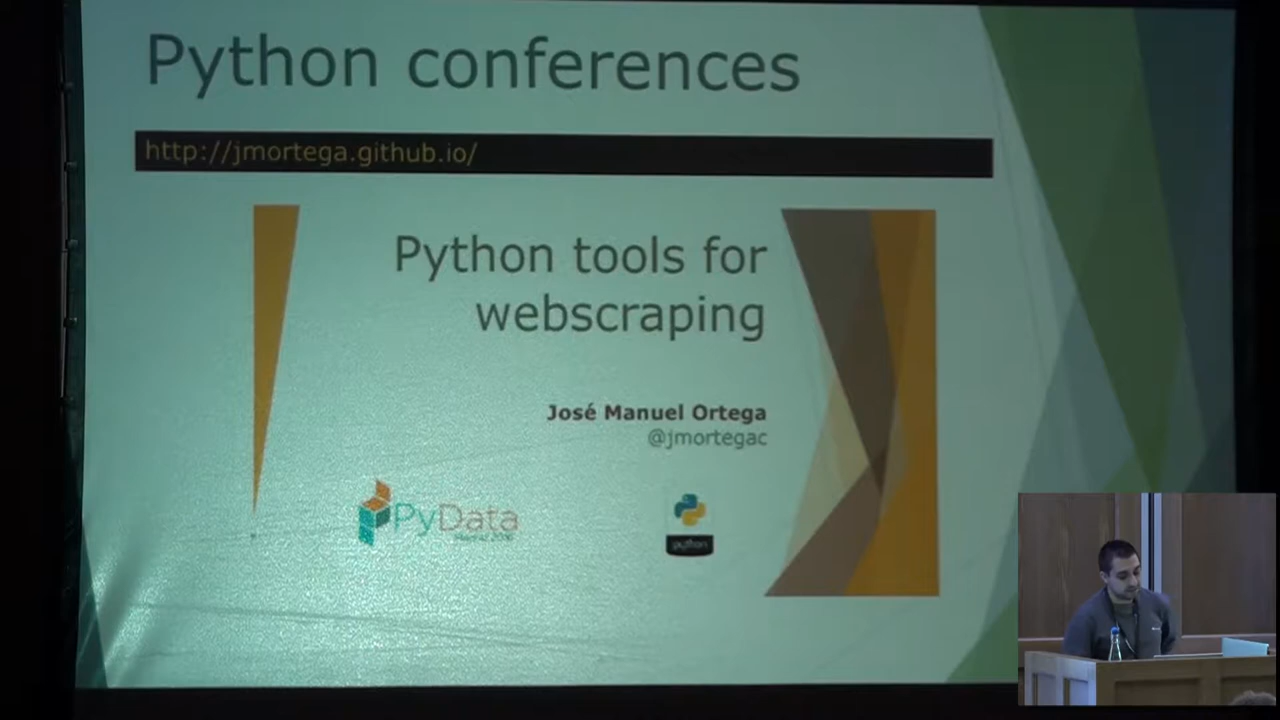 Python conferences
http://jmortega.github.io/
Python tools for
webscraping
José Manuel Ortega
@jmortegac
PyData
python